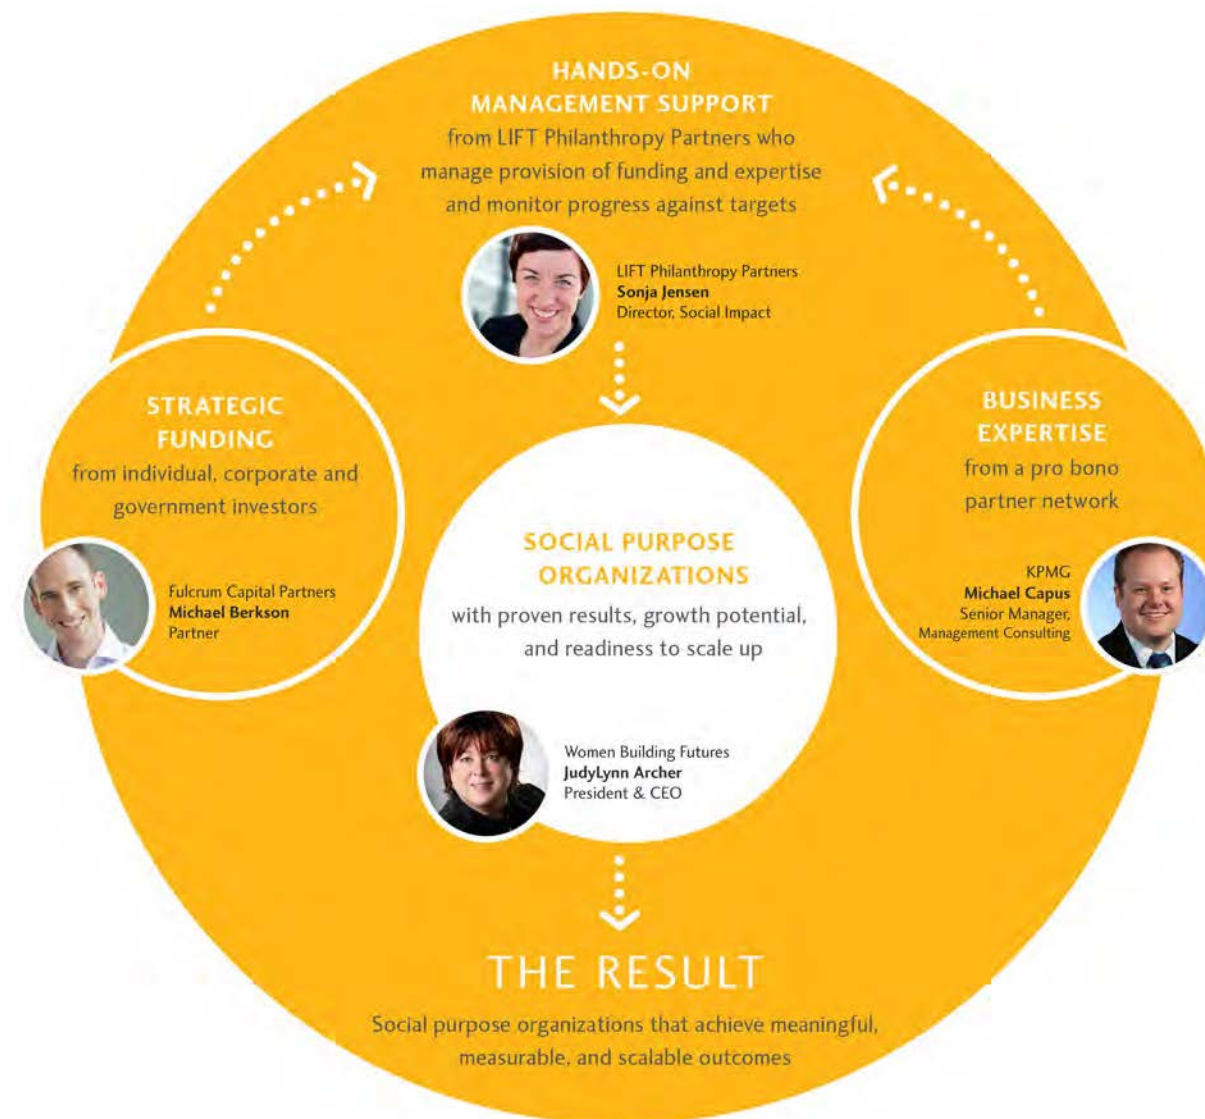 HANDS-ON
MANAGEMENT SUPPORT
from LIFT Philanthropy Partners who
manage provision of funding and expertise
and monitor progress against targets
LIFT Philanthropy Partners
Sonja Jensen
Director, Social Impact
STRATEGIC
FUNDING
from individual, corporate and
government investors
Fulcrum Capital Partners
Michael Berkson
Partner
BUSINESS
EXPERTISE
from a pro bono
partner network
KPMG
Michael Capus
Senior Manager,
Management Consulting
SOCIAL PURPOSE
ORGANIZATIONS
with proven results, growth potential,
and readiness to scale up
Women Building Futures
JudyLynn Archer
President & CEO
THE RESULT
Social purpose organizations that achieve meaningful,
measurable, and scalable outcomes